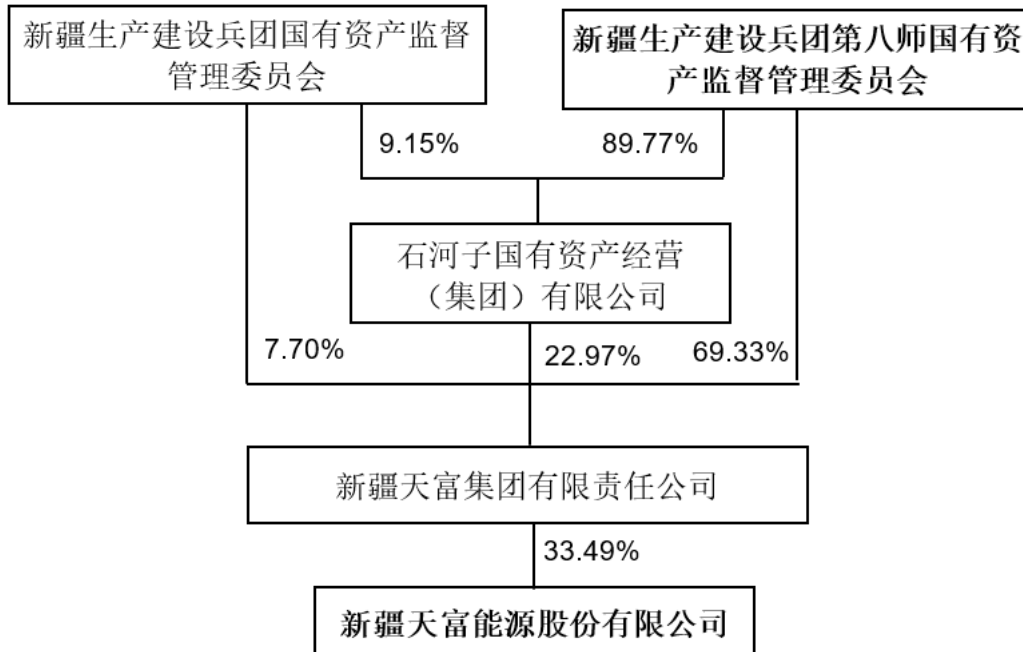 新疆生产建设兵团国有资产监督
管理委员会
新疆生产建设兵团第八师国有资
产监督管理委员会
9.15%
89.77%
石河子国有资产经营
（集团）有限公司
7.70%
22.97%
69.33%
新疆天富集团有限责任公司
33.49%
新疆天富能源股份有限公司